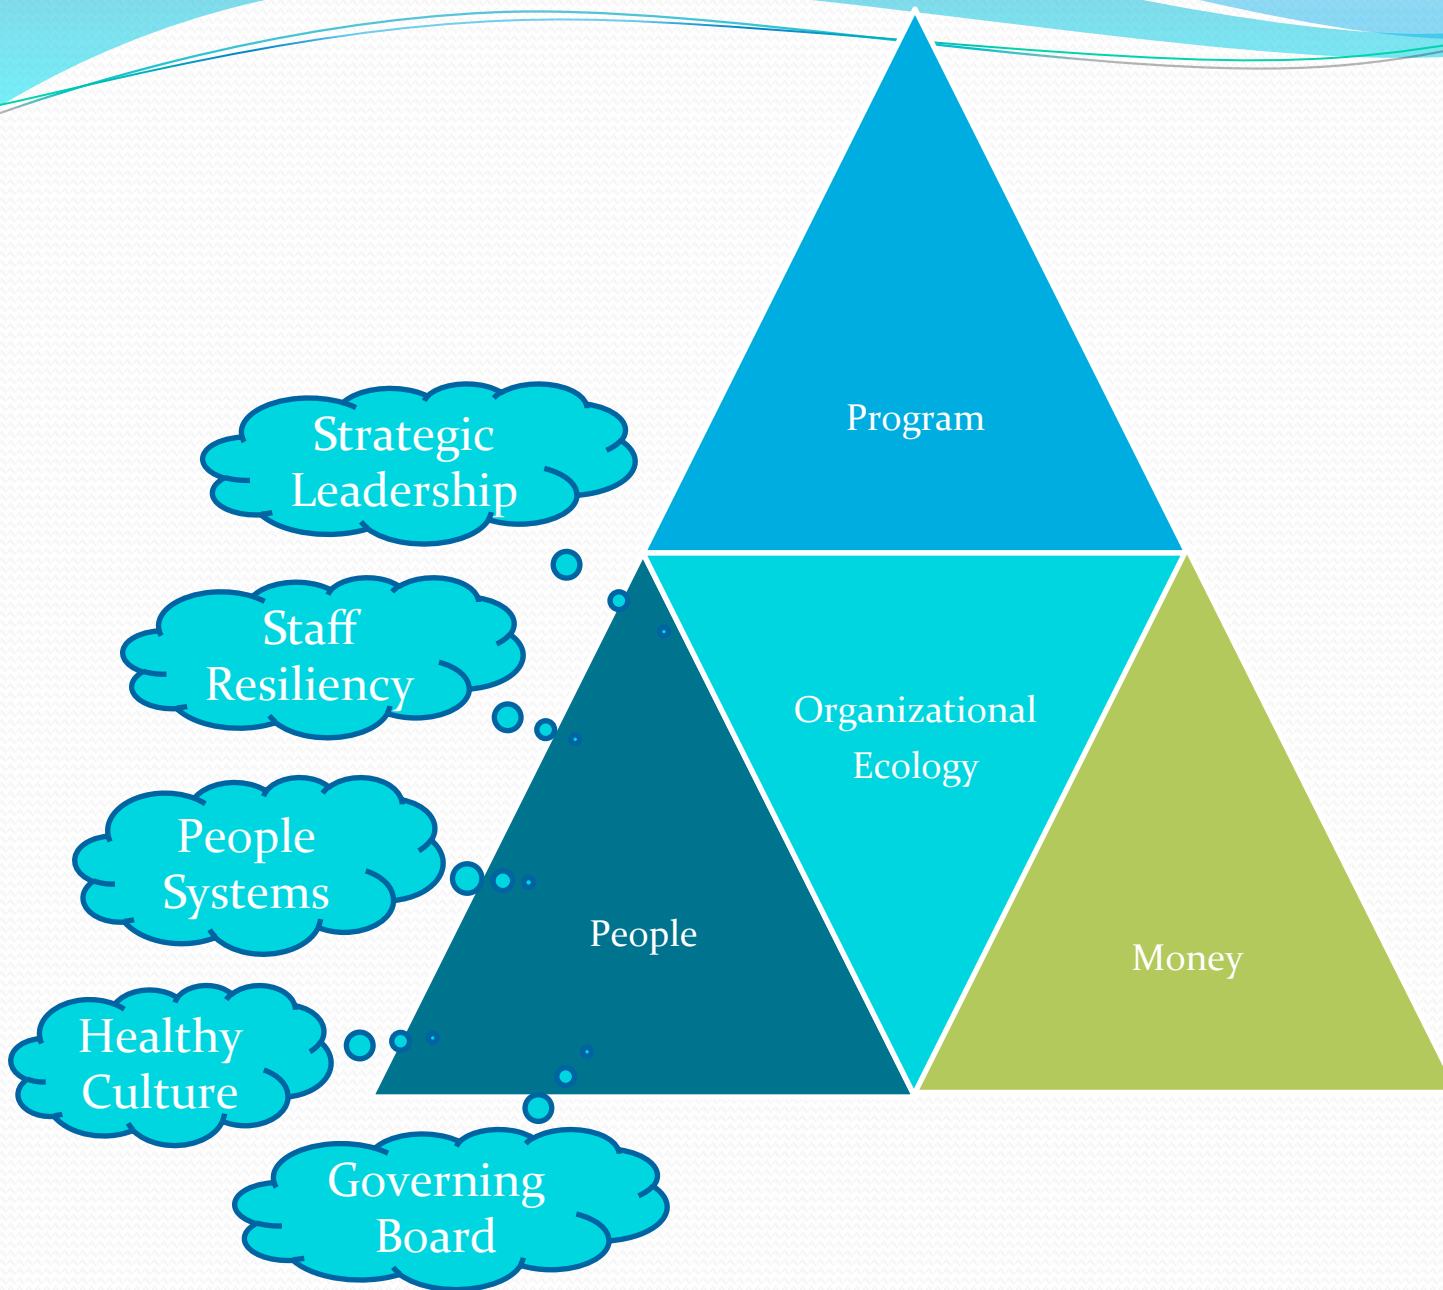 Program
Strategic
Leadership
Staff
Resiliency
Organizational
Ecology
People
Systems
People
Money
Healthy
Culture
Governing
Board